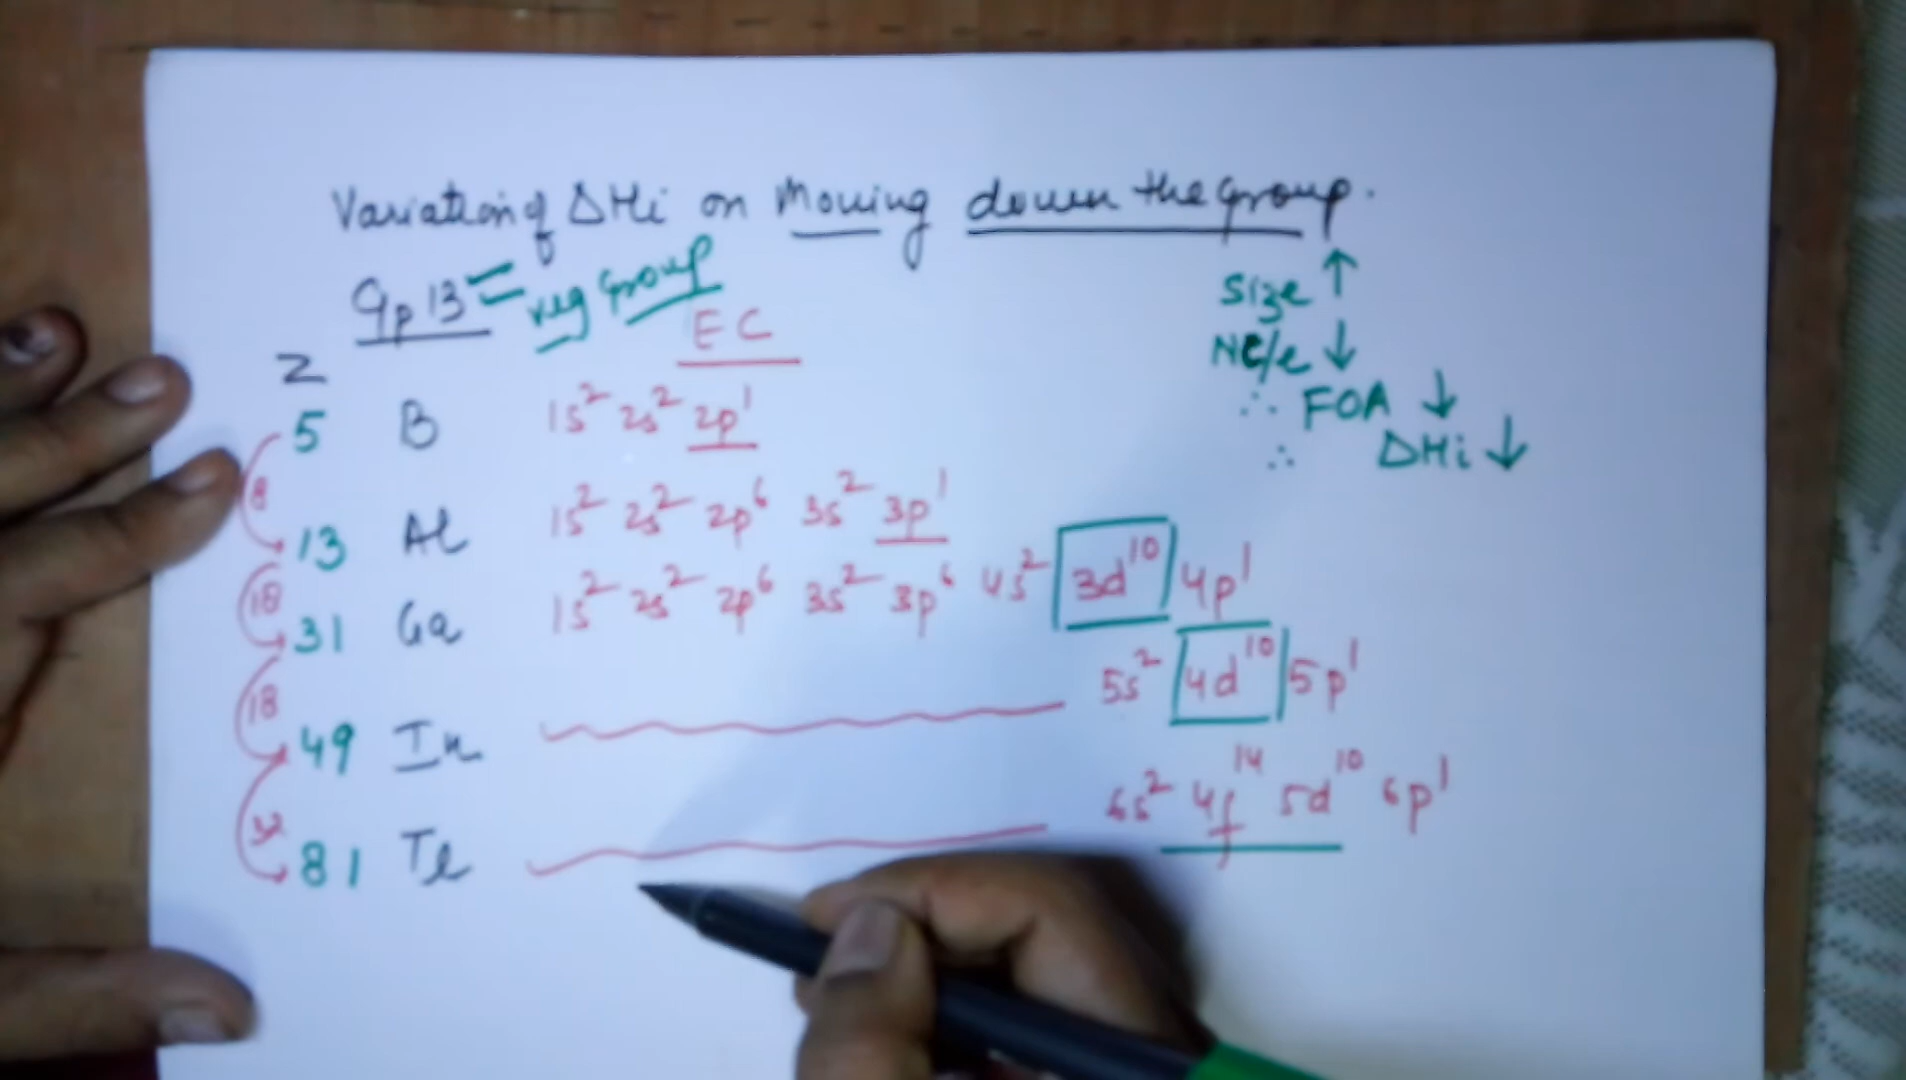 Variation of ΔHi on Moving down the Group.
Gp 13 = reg Group
Size ↑
NC/e ↓
∴ FOA ↓
∴ ΔHi ↓
Z EC
5 B 1s² 2s² 2p¹
8
13 Al 1s² 2s² 2p⁶ 3s² 3p¹
18
31 Ga 1s² 2s² 2p⁶ 3s² 3p⁶ 4s² 3d¹⁰ 4p¹
18
49 In 5s² 4d¹⁰ 5p¹
32
81 Tl 6s² 4f¹⁴ 5d¹⁰ 6p¹